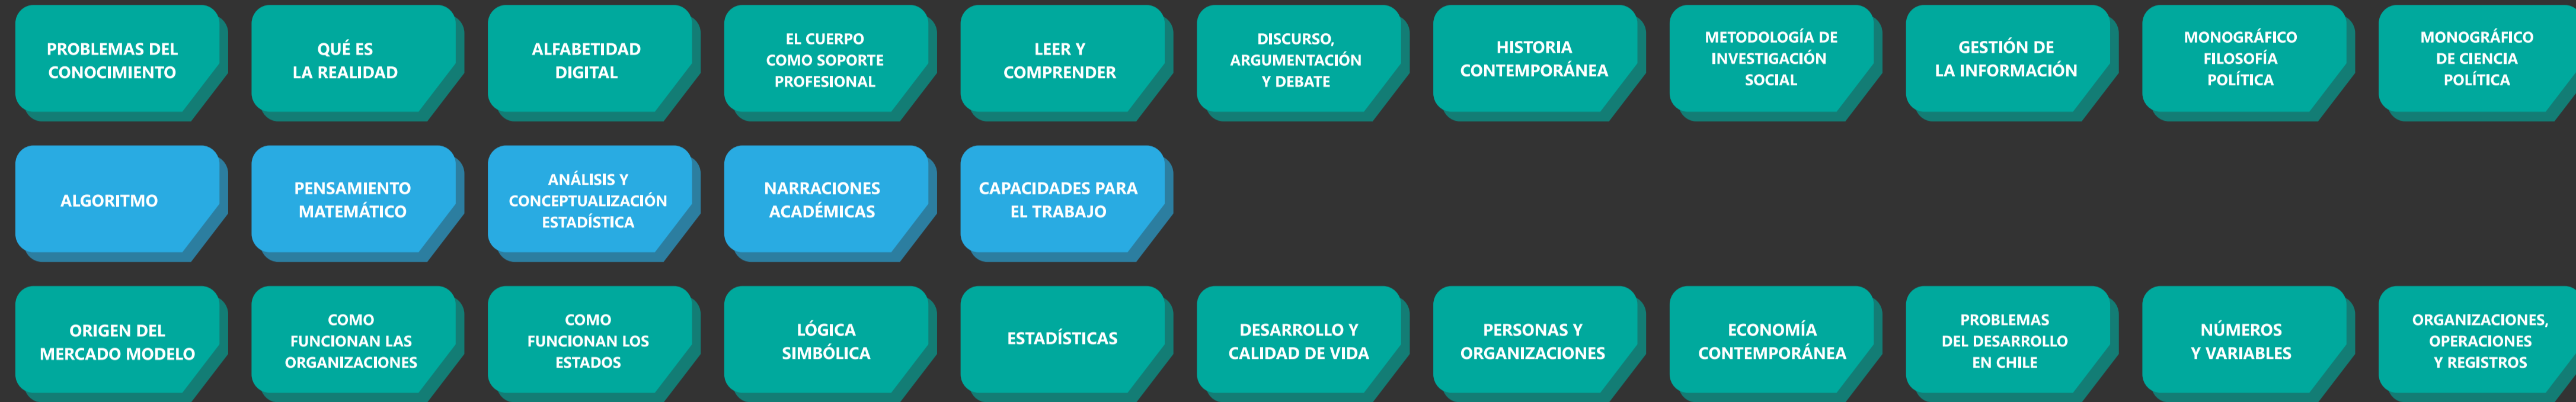 PROBLEMAS DEL
CONOCIMIENTO
QUÉ ES
LA REALIDAD
ALFABETIDAD
DIGITAL
EL CUERPO
COMO SOPORTE
PROFESIONAL
LEER Y
COMPRENDER
DISCURSO,
ARGUMENTACIÓN
Y DEBATE
HISTORIA
CONTEMPORÁNEA
METODOLOGÍA DE
INVESTIGACIÓN
SOCIAL
GESTIÓN DE
LA INFORMACIÓN
MONOGRÁFICO
FILOSOFÍA
POLÍTICA
MONOGRÁFICO
DE CIENCIA
POLÍTICA
ALGORITMO
PENSAMIENTO
MATEMÁTICO
ANÁLISIS Y
CONCEPTUALIZACIÓN
ESTADÍSTICA
NARRACIONES
ACADÉMICAS
CAPACIDADES PARA
EL TRABAJO
ORIGEN DEL
MERCADO MODELO
COMO
FUNCIONAN LAS
ORGANIZACIONES
COMO
FUNCIONAN LOS
ESTADOS
LÓGICA
SIMBÓLICA
ESTADÍSTICAS
DESARROLLO Y
CALIDAD DE VIDA
PERSONAS Y
ORGANIZACIONES
ECONOMÍA
CONTEMPORÁNEA
PROBLEMAS
DEL DESARROLLO
EN CHILE
NÚMEROS
Y VARIABLES
ORGANIZACIONES,
OPERACIONES
Y REGISTROS